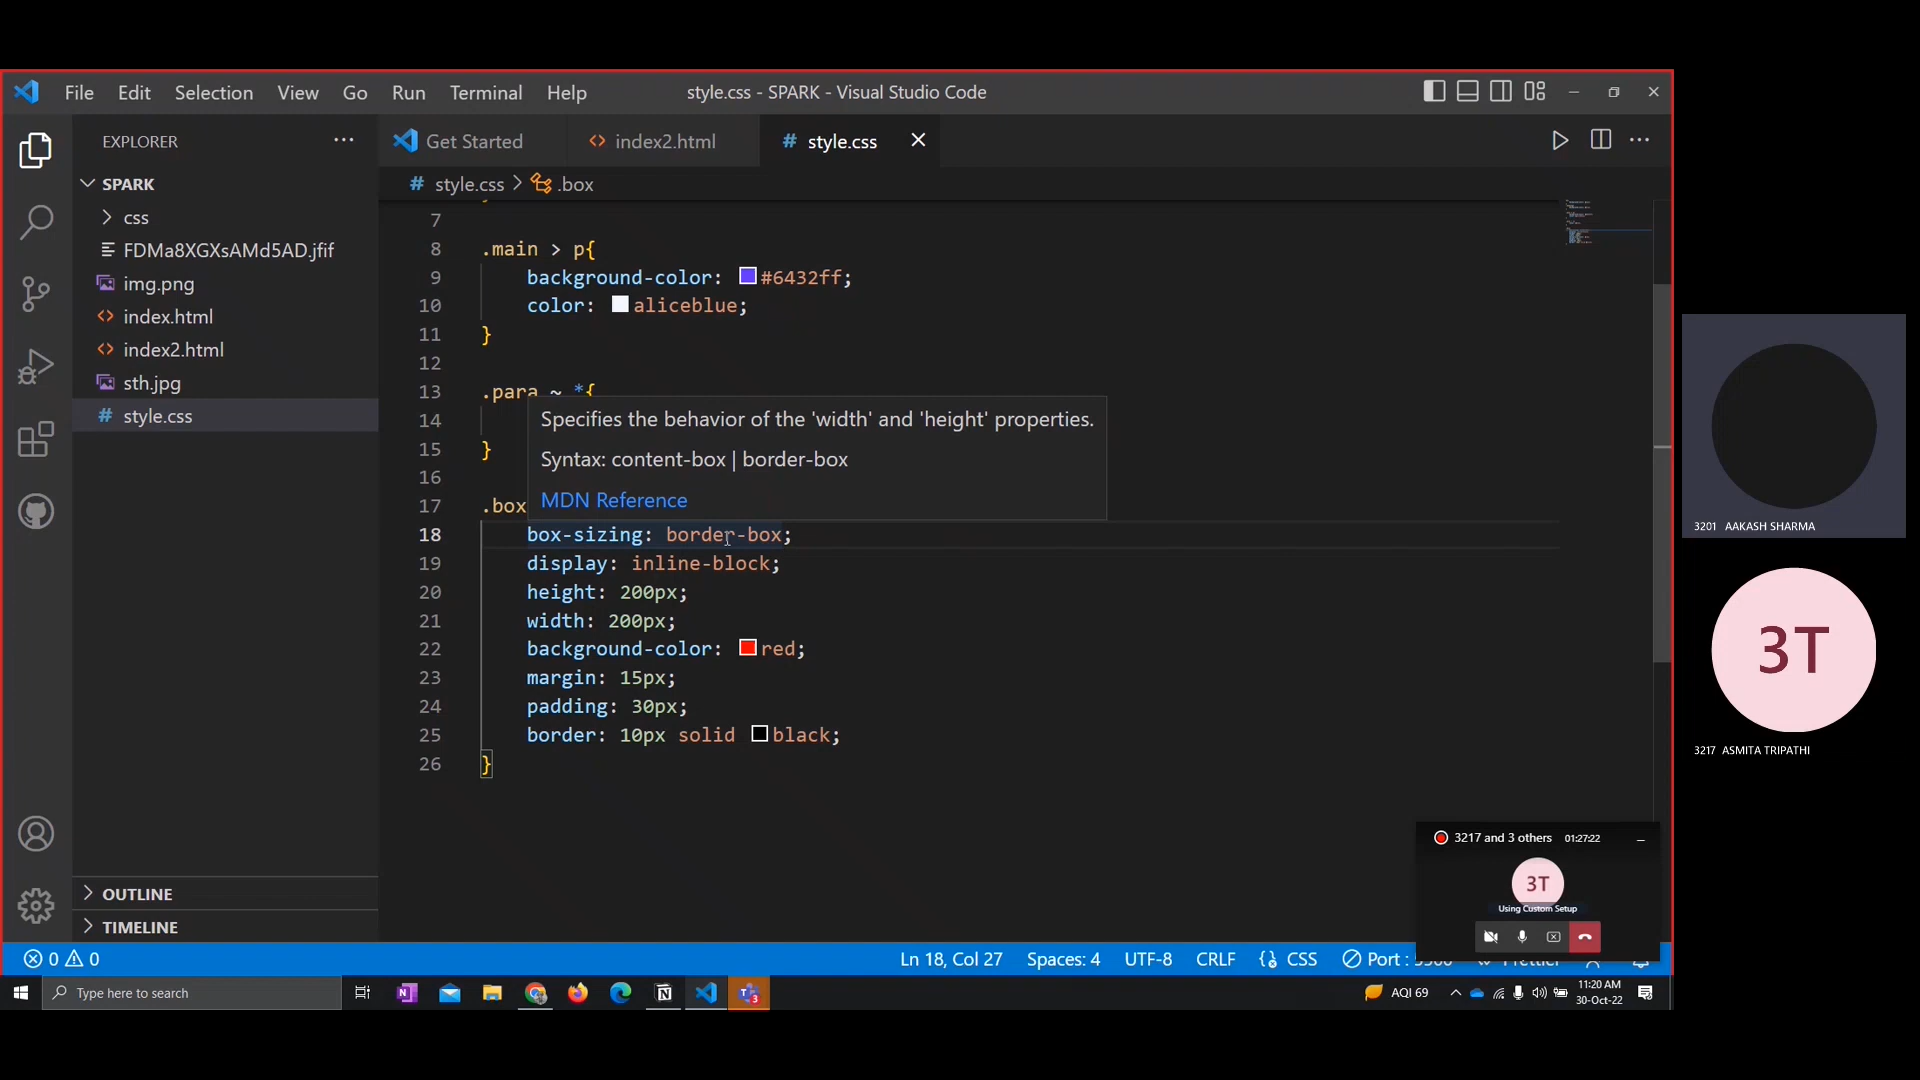 File Edit Selection View Go Run Terminal Help
style.css - SPARK - Visual Studio Code
EXPLORER
SPARK
css
FDMa8XGXsAMd5AD.jfif
img.png
index.html
index2.html
sth.jpg
style.css
OUTLINE
TIMELINE
Get Started
index2.html
style.css
style.css > .box
7
8 .main > p{
9 background-color: #6432ff;
10 color: aliceblue;
11 }
12
13 .para ~ *{
14
15 }
16
17 .box
Specifies the behavior of the 'width' and 'height' properties.
Syntax: content-box | border-box
MDN Reference
18 box-sizing: border-box;
19 display: inline-block;
20 height: 200px;
21 width: 200px;
22 background-color: red;
23 margin: 15px;
24 padding: 30px;
25 border: 10px solid black;
26 }
3201 AAKASH SHARMA
3T
3217 ASMITA TRIPATHI
3217 and 3 others 01:27:22
3T
Using Custom Setup
0 0
Ln 18, Col 27 Spaces: 4 UTF-8 CRLF CSS Port :
Type here to search
AQI 69
11:20 AM
30-Oct-22